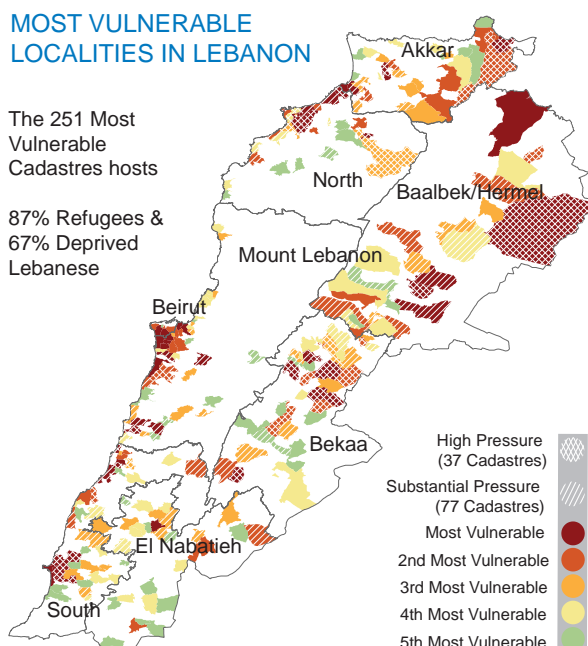 MOST VULNERABLE
LOCALITIES IN LEBANON
The 251 Most
Vulnerable
Cadastres hosts
87% Refugees &
67% Deprived
Lebanese
Akkar
North
Baalbek/Hermel
Mount Lebanon
Beirut
Bekaa
El Nabatieh
South
High Pressure
(37 Cadastres)
Substantial Pressure
(77 Cadastres)
Most Vulnerable
2nd Most Vulnerable
3rd Most Vulnerable
4th Most Vulnerable
5th Most Vulnerable